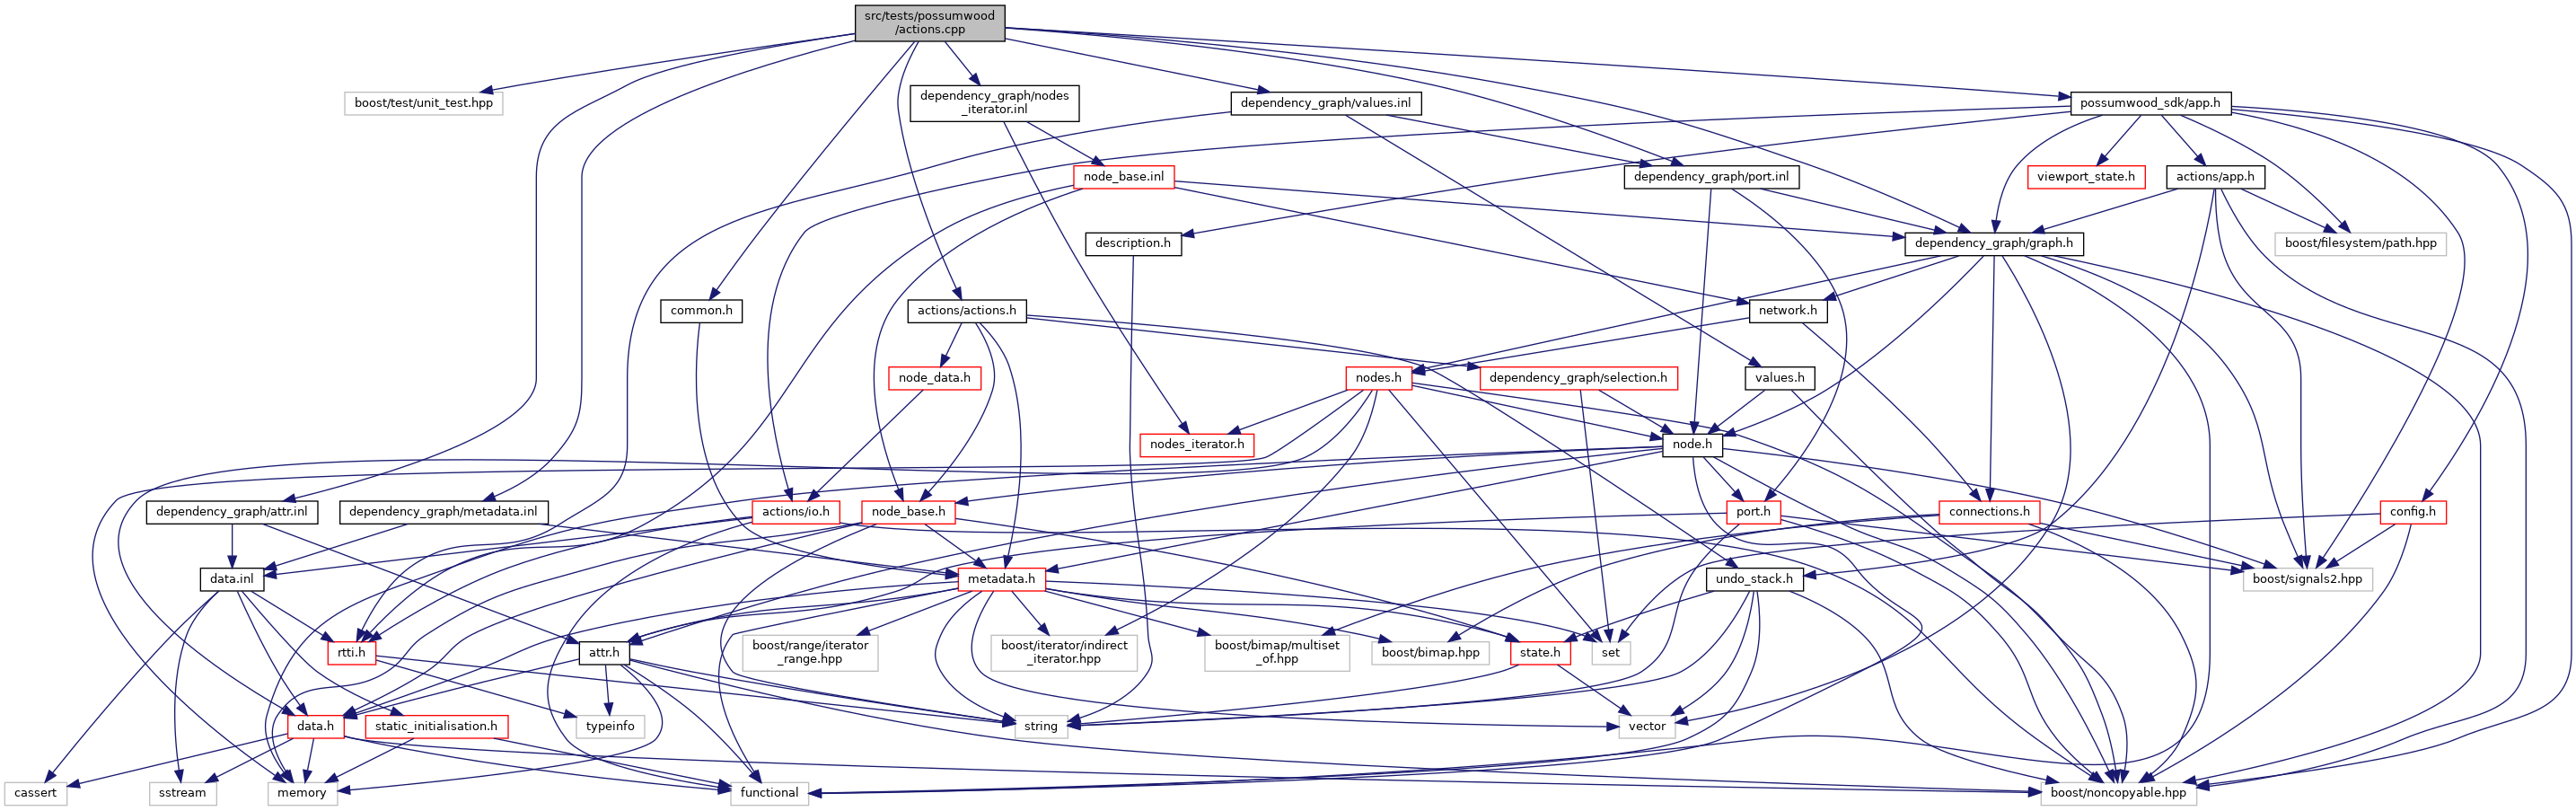 src/tests/possumwood
/actions.cpp
boost/test/unit_test.hpp
dependency_graph/nodes
_iterator.inl
dependency_graph/values.inl
possumwood_sdk/app.h
node_base.inl
dependency_graph/port.inl
viewport_state.h
actions/app.h
description.h
dependency_graph/graph.h
boost/filesystem/path.hpp
common.h
actions/actions.h
network.h
node_data.h
nodes.h
dependency_graph/selection.h
values.h
nodes_iterator.h
node.h
dependency_graph/attr.inl
dependency_graph/metadata.inl
actions/io.h
node_base.h
port.h
connections.h
config.h
data.inl
metadata.h
undo_stack.h
boost/signals2.hpp
rtti.h
attr.h
boost/range/iterator
_range.hpp
boost/iterator/indirect
_iterator.hpp
boost/bimap/multiset
_of.hpp
boost/bimap.hpp
state.h
set
data.h
static_initialisation.h
typeinfo
string
vector
cassert
sstream
memory
functional
boost/noncopyable.hpp